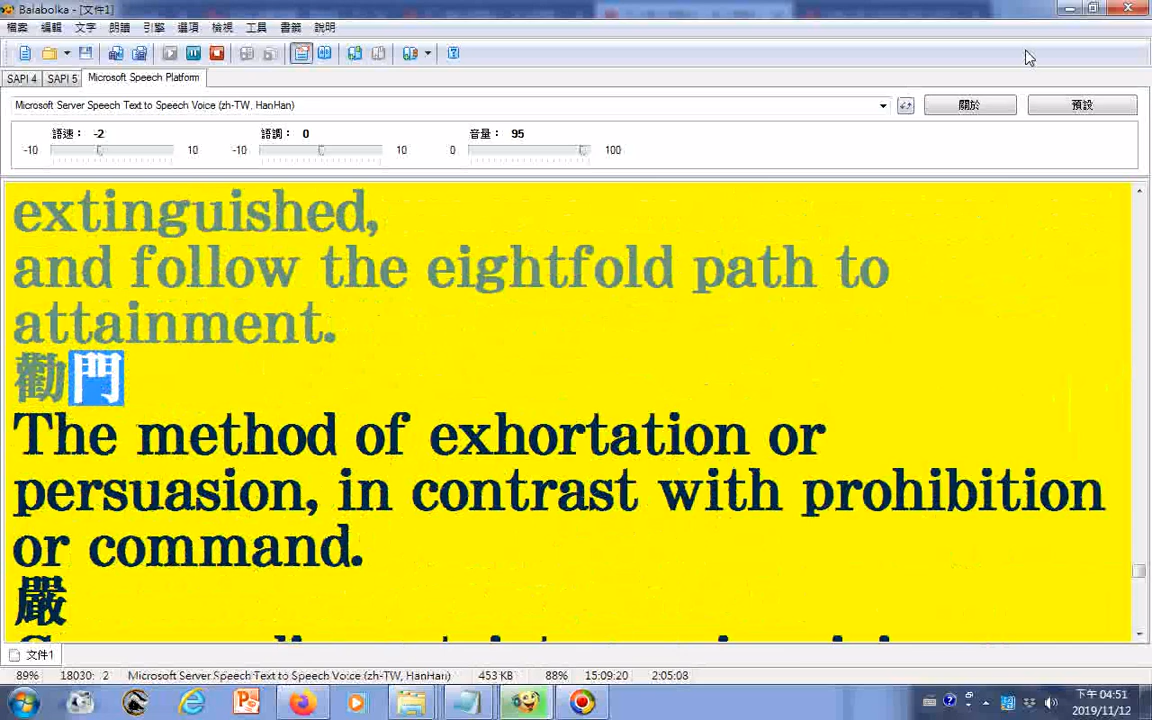 Balabolka - [文件1]
檔案 編輯 文字 朗讀 引擎 選項 檢視 工具 書籤 說明
SAPI 4 SAPI 5 Microsoft Speech Platform
Microsoft Server Speech Text to Speech Voice (zh-TW, HanHan) 關於 預設
語速： -2 語調： 0 音量： 95
-10 10 -10 10 0 100
extinguished,
and follow the eightfold path to
attainment.
勸門
The method of exhortation or
persuasion, in contrast with prohibition
or command.
嚴
文件1
89% 18030: 2 Microsoft Server Speech Text to Speech Voice (zh-TW, HanHan) 453 KB 88% 15:09:20 2:05:08
下午 04:51
2019/11/12